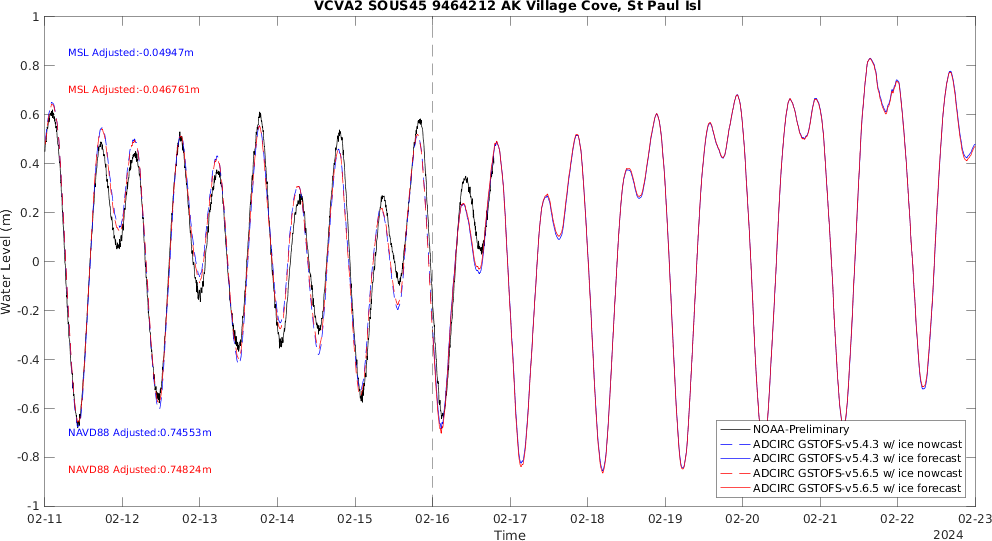 VCVA2 SOUS45 9464212 AK Village Cove, St Paul Isl
MSL Adjusted:-0.04947m
MSL Adjusted:-0.046761m
NAVD88 Adjusted:0.74553m
NAVD88 Adjusted:0.74824m
Water Level (m)
1
0.8
0.6
0.4
0.2
0
-0.2
-0.4
-0.6
-0.8
-1
NOAA-Preliminary
ADCIRC GSTOFS-v5.4.3 w/ ice nowcast
ADCIRC GSTOFS-v5.4.3 w/ ice forecast
ADCIRC GSTOFS-v5.6.5 w/ ice nowcast
ADCIRC GSTOFS-v5.6.5 w/ ice forecast
02-11 02-12 02-13 02-14 02-15 02-16 02-17 02-18 02-19 02-20 02-21 02-22 02-23
Time
2024